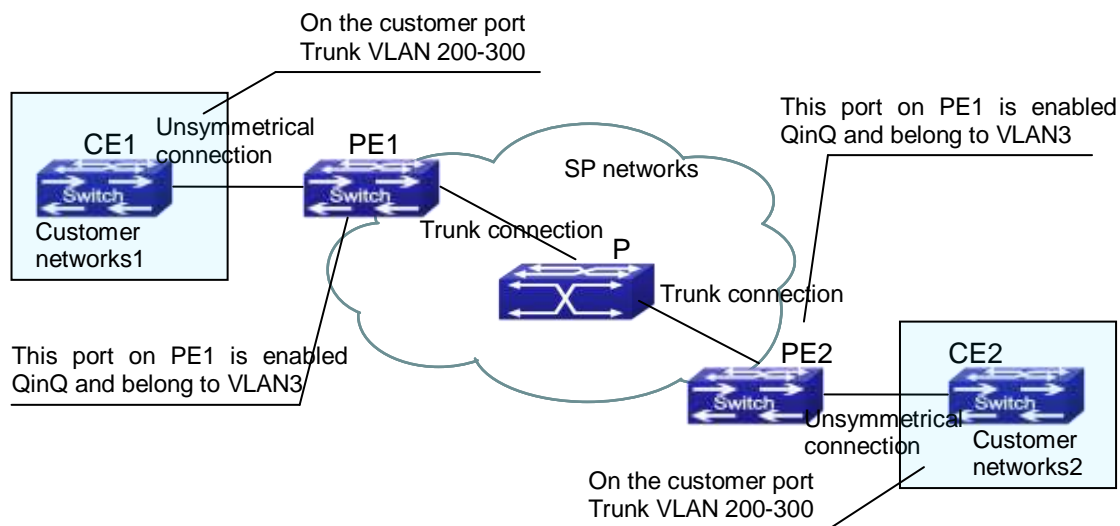 On the customer port
Trunk VLAN 200-300
This port on PE1 is enabled
QinQ and belong to VLAN3
Unsymmetrical
connection
CE1
PE1
SP networks
Switch
Switch
Customer
networks1
Trunk connection
P
Trunk connection
This port on PE1 is enabled
QinQ and belong to VLAN3
PE2
CE2
Switch
Switch
Unsymmetrical
connection
Customer
networks2
On the customer port
Trunk VLAN 200-300